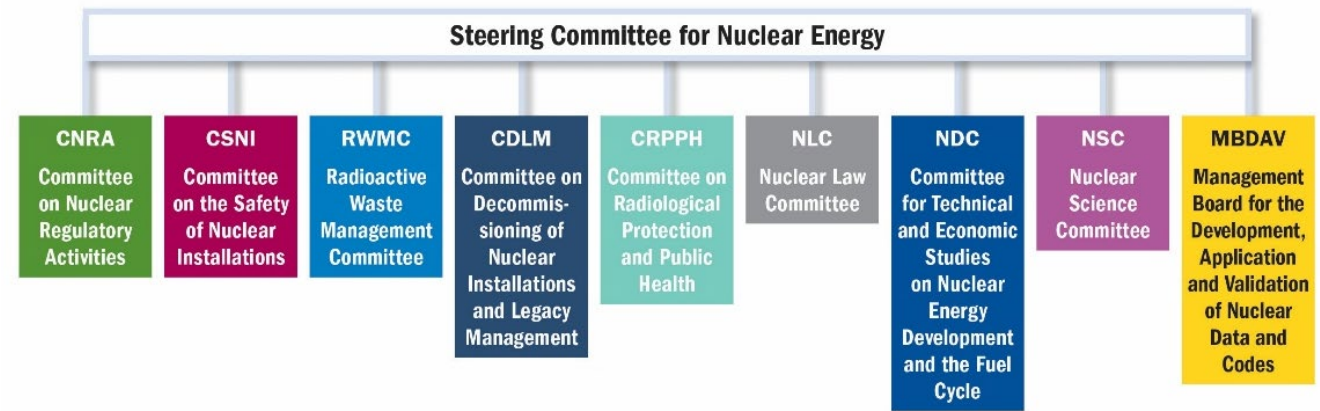 Steering Committee for Nuclear Energy
CNRA
Committee
on Nuclear
Regulatory
Activities
CSNI
Committee
on the Safety
of Nuclear
Installations
RWMC
Radioactive
Waste
Management
Committee
CDLM
Committee on
Decommis-
sioning of
Nuclear
Installations
and Legacy
Management
CRPPH
Committee on
Radiological
Protection
and Public
Health
NLC
Nuclear Law
Committee
NDC
Committee
for Technical
and Economic
Studies
on Nuclear
Energy
Development
and the Fuel
Cycle
NSC
Nuclear
Science
Committee
MBDAV
Management
Board for the
Development,
Application
and Validation
of Nuclear
Data and
Codes